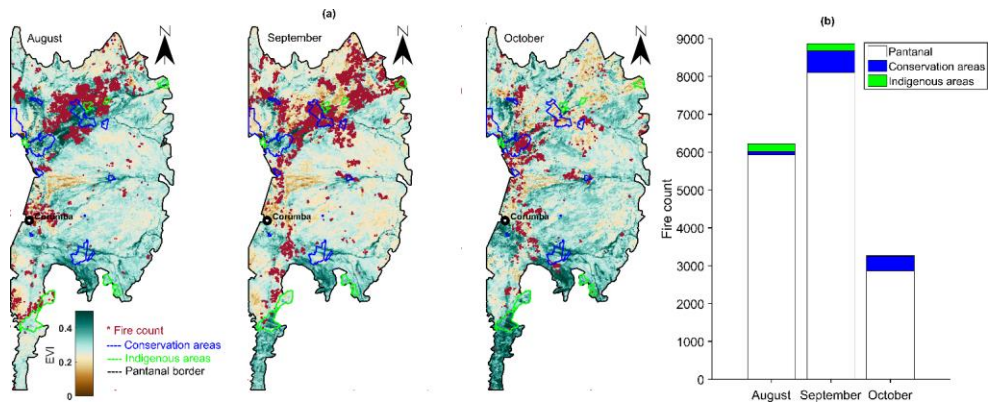 (a)
(b)
August
N
September
N
October
N
Corumba
Corumba
Corumba
0.4
0.2
0
EVI
* Fire count
Conservation areas
Indigenous areas
Pantanal border
Fire count
9000
8000
7000
6000
5000
4000
3000
2000
1000
0
Pantanal
Conservation areas
Indigenous areas
August September October